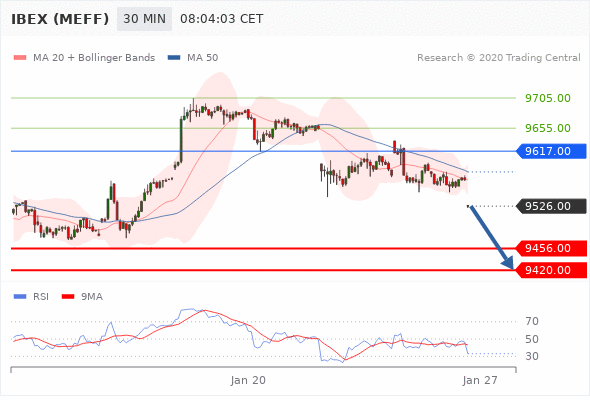 IBEX (MEFF) 30 MIN 08:04:03 CET
MA 20 + Bollinger Bands MA 50 Research © 2020 Trading Central
9705.00
9655.00
9617.00
9526.00
9456.00
9420.00
RSI 9MA
70
50
30
Jan 20 Jan 27